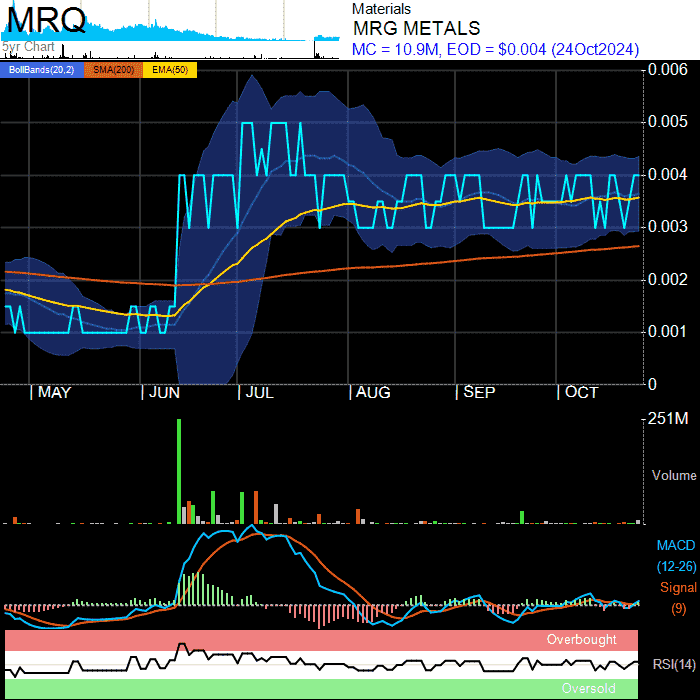 MRQ
5yr Chart
Materials
MRG METALS
MC = 10.9M, EOD = $0.004 (24Oct2024)
BollBands(20,2) SMA(200) EMA(50)
0.006
0.005
0.004
0.003
0.002
0.001
0
MAY JUN JUL AUG SEP OCT
251M
Volume
MACD
(12-26)
Signal
(9)
Overbought
RSI(14)
Oversold